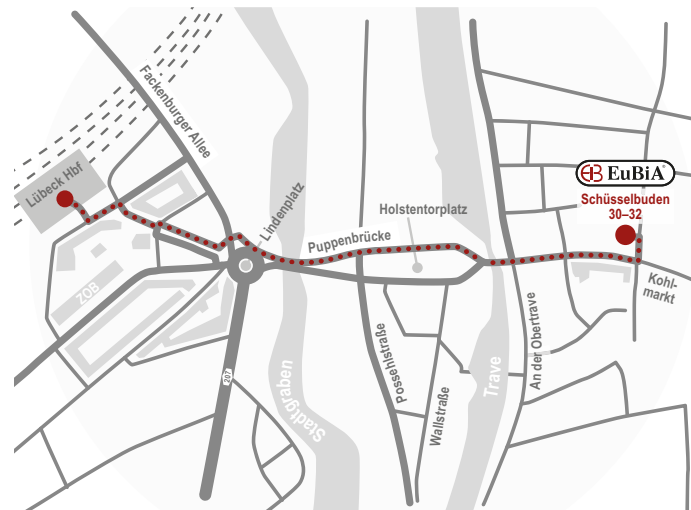 Fackenburger Allee
Lübeck Hbf
EB EuBiA®
Schüsselbuden
30–32
Holstentorplatz
Lindenplatz
Puppenbrücke
ZOB
Kohl-
markt
207
Stadtgraben
Possehlstraße
Wallstraße
Trave
An der Obertrave